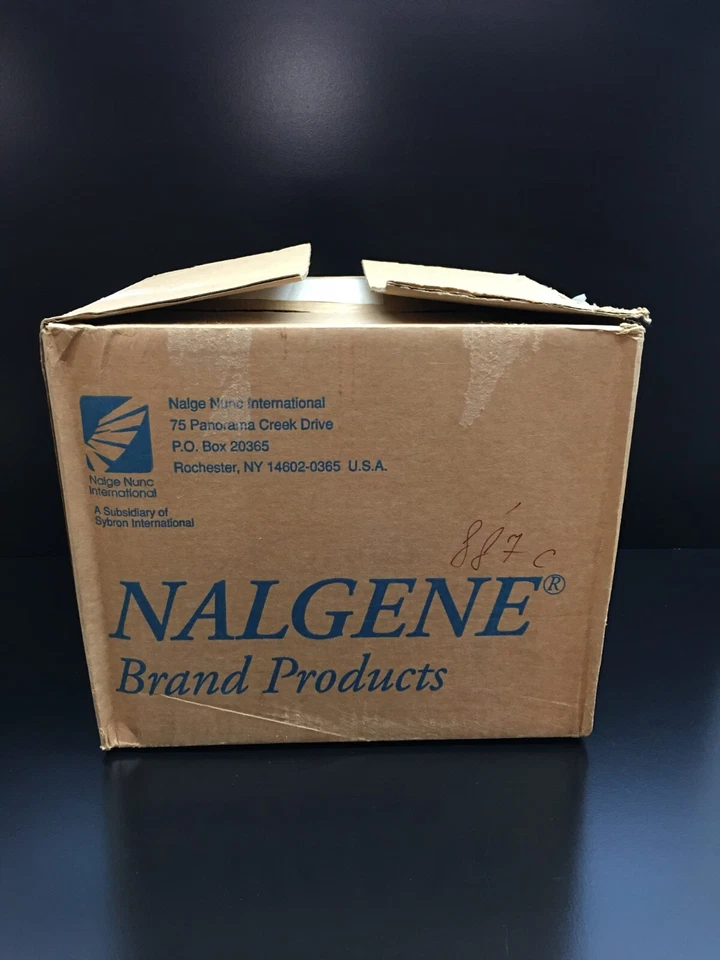 Nalge Nunc International
75 Panorama Creek Drive
P.O. Box 20365
Rochester, NY 14602-0365 U.S.A.
Nalge Nunc
International
A Subsidiary of
Sybron International
887 c
NALGENE®
Brand Products